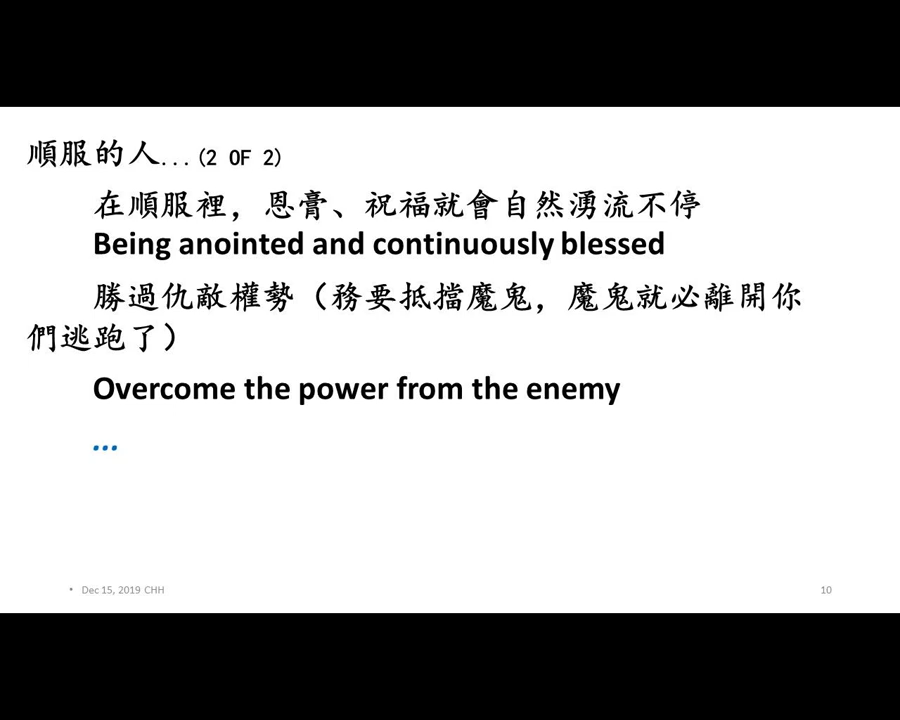 順服的人...(2 OF 2)
在順服裡，恩膏、祝福就會自然湧流不停
Being anointed and continuously blessed
勝過仇敵權勢（務要抵擋魔鬼，魔鬼就必離開你
們逃跑了）
Overcome the power from the enemy
...
• Dec 15, 2019 CHH
10